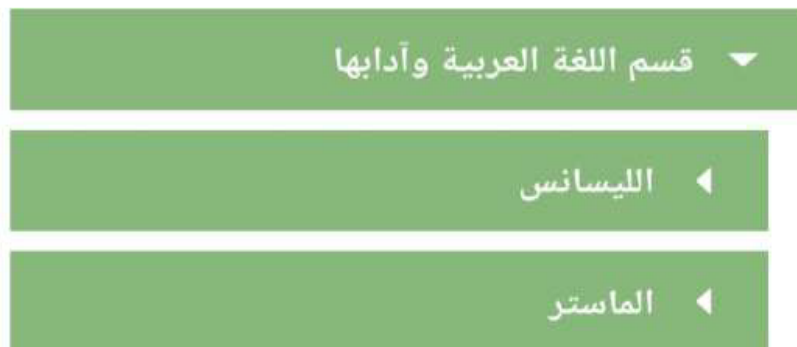 قسم اللغة العربية وآدابها
الليسانس
الماستر